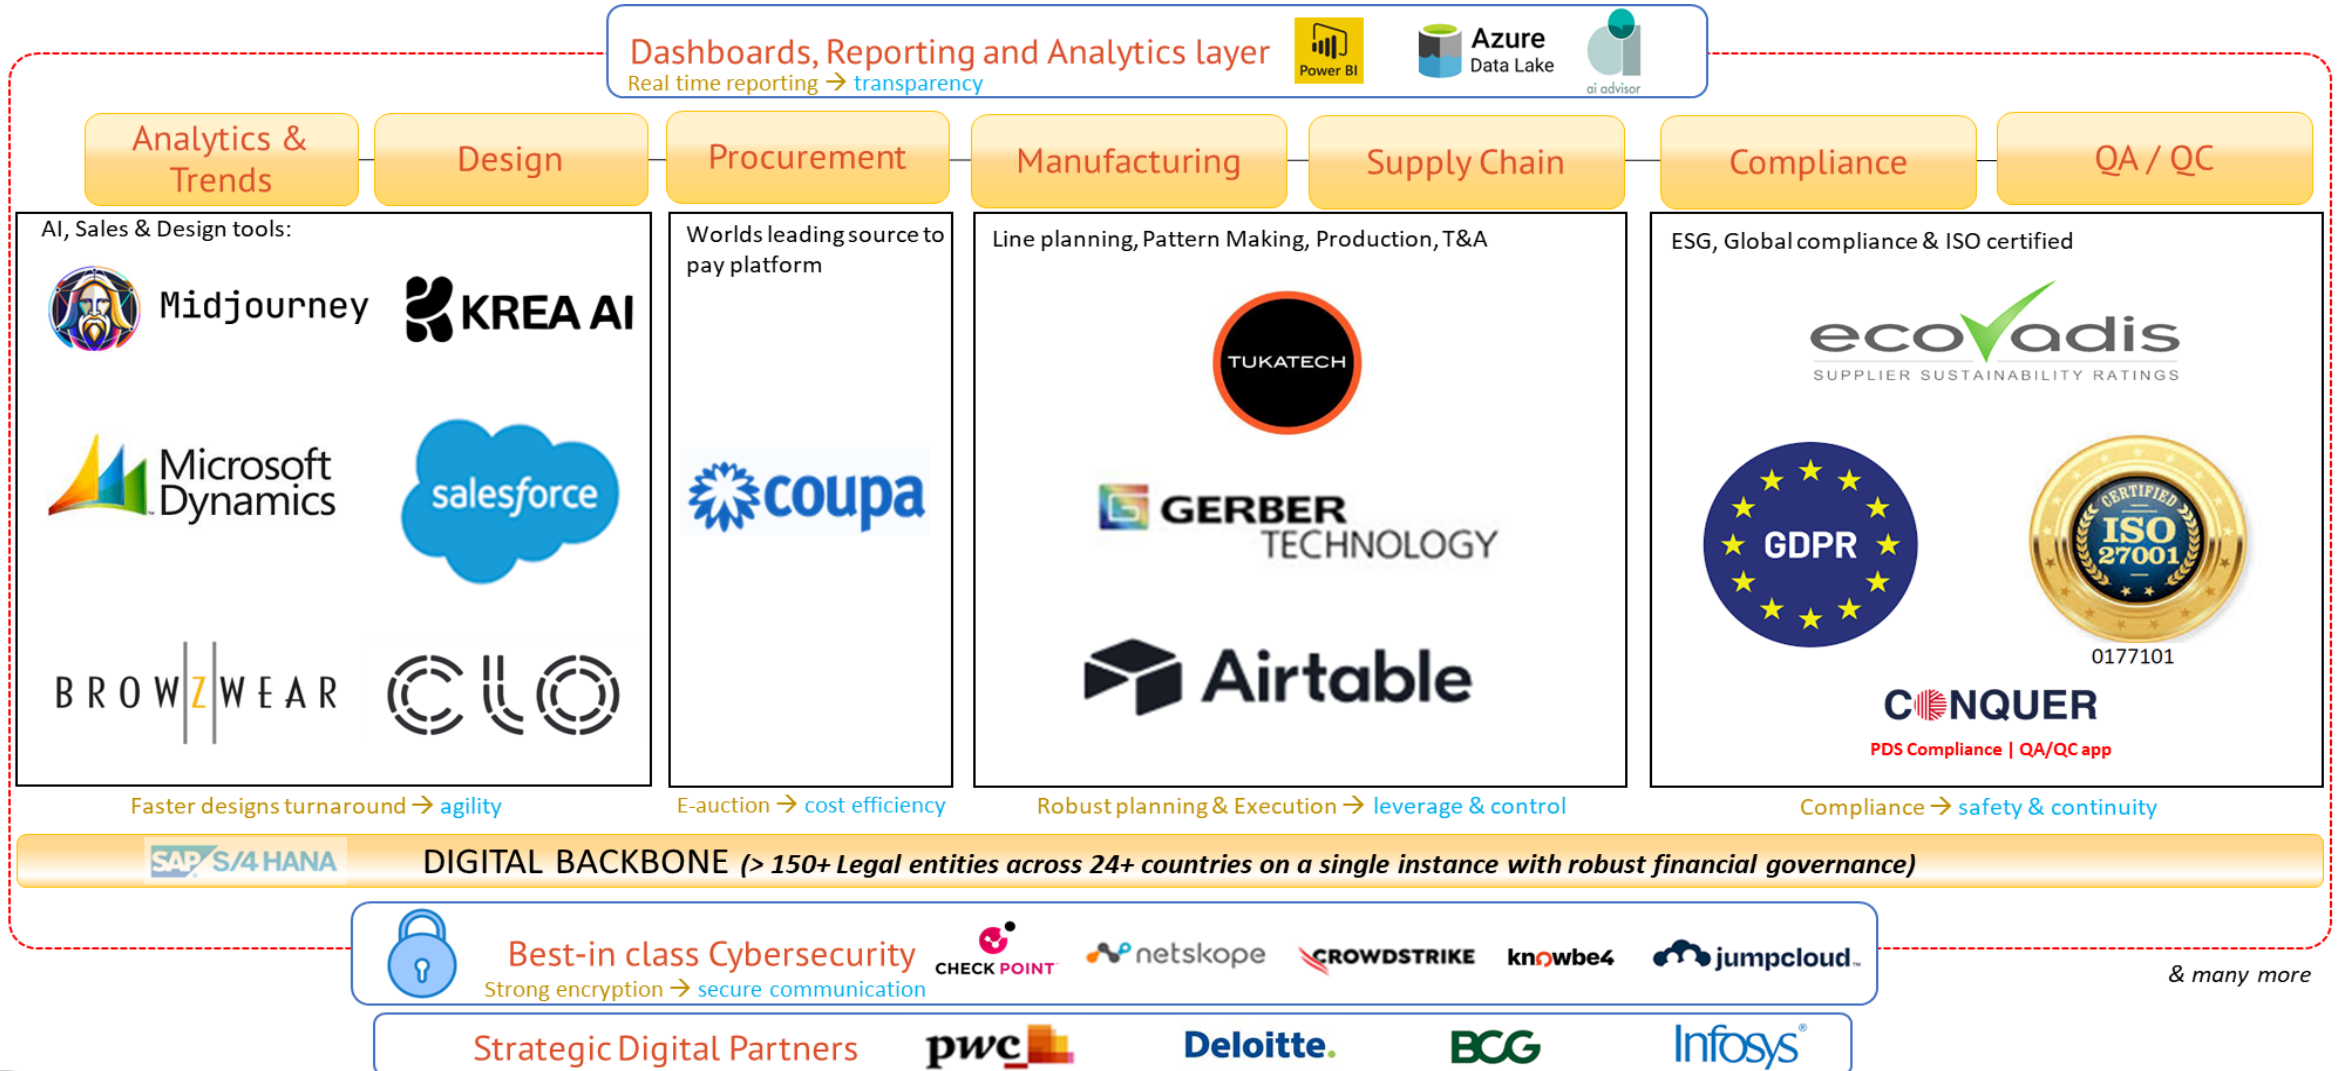 Dashboards, Reporting and Analytics layer
Real time reporting → transparency
Power BI
Azure
Data Lake
ai advisor
Analytics &
Trends
Design
Procurement
Manufacturing
Supply Chain
Compliance
QA / QC
AI, Sales & Design tools:
Midjourney
KREA AI
Microsoft
Dynamics
salesforce
BROWZWEAR
CLO
Worlds leading source to
pay platform
coupa
Line planning, Pattern Making, Production, T&A
TUKATECH
GERBER
TECHNOLOGY
Airtable
ESG, Global compliance & ISO certified
ecovadis
SUPPLIER SUSTAINABILITY RATINGS
GDPR
CERTIFIED
ISO
27001
0177101
CONQUER
PDS Compliance | QA/QC app
Faster designs turnaround → agility
E-auction → cost efficiency
Robust planning & Execution → leverage & control
Compliance → safety & continuity
SAP S/4HANA
DIGITAL BACKBONE (> 150+ Legal entities across 24+ countries on a single instance with robust financial governance)
Best-in class Cybersecurity
Strong encryption → secure communication
CHECK POINT
netskope
CROWDSTRIKE
knowbe4
jumpcloud™
& many more
Strategic Digital Partners
pwc
Deloitte.
BCG
Infosys®